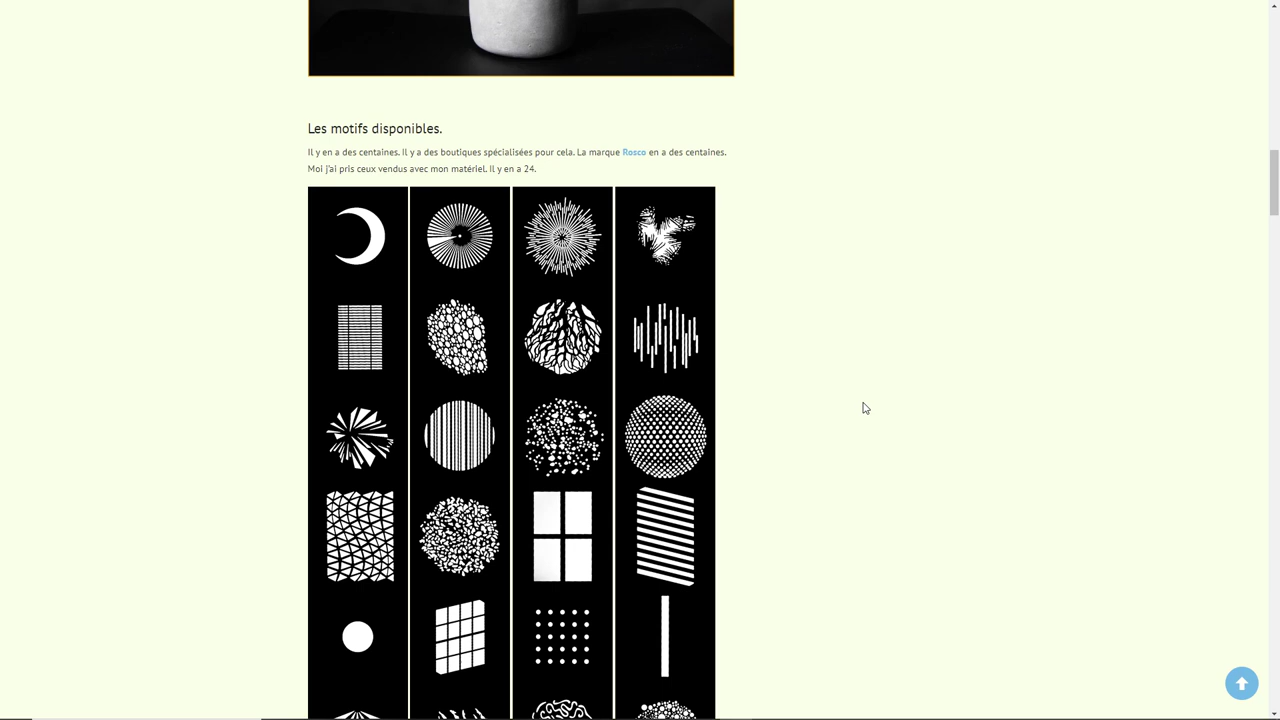 Les motifs disponibles.
Il y en a des centaines. Il y a des boutiques spécialisées pour cela. La marque Rosco en a des centaines.
Moi j'ai pris ceux vendus avec mon matériel. Il y en a 24.